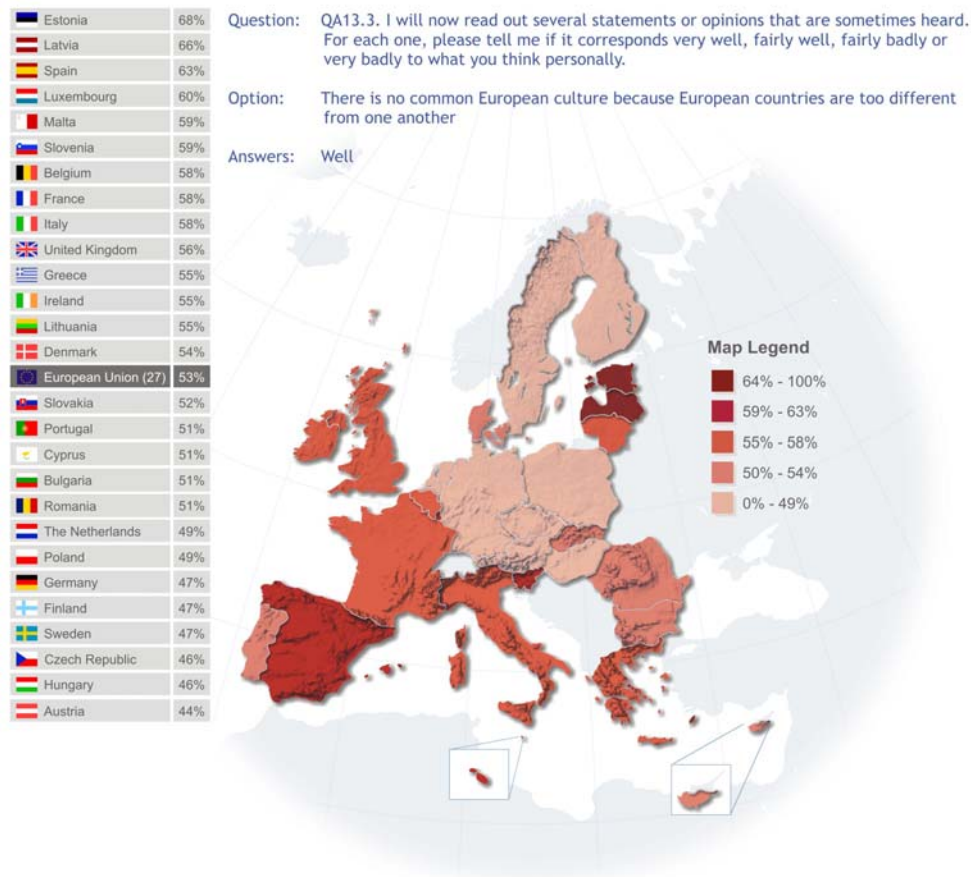 Estonia 68%
Latvia 66%
Spain 63%
Luxembourg 60%
Malta 59%
Slovenia 59%
Belgium 58%
France 58%
Italy 58%
United Kingdom 56%
Greece 55%
Ireland 55%
Lithuania 55%
Denmark 54%
European Union (27) 53%
Slovakia 52%
Portugal 51%
Cyprus 51%
Bulgaria 51%
Romania 51%
The Netherlands 49%
Poland 49%
Germany 47%
Finland 47%
Sweden 47%
Czech Republic 46%
Hungary 46%
Austria 44%
Question: QA13.3. I will now read out several statements or opinions that are sometimes heard.
For each one, please tell me if it corresponds very well, fairly well, fairly badly or
very badly to what you think personally.
Option: There is no common European culture because European countries are too different
from one another
Answers: Well
Map Legend
64% - 100%
59% - 63%
55% - 58%
50% - 54%
0% - 49%